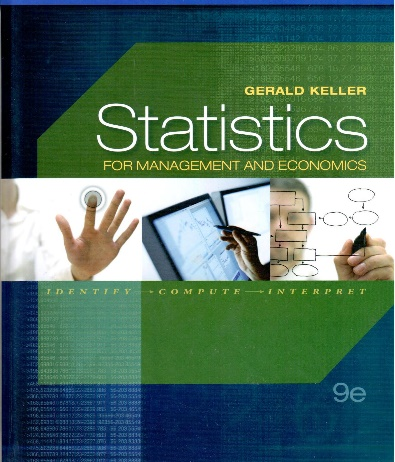 GERALD KELLER
Statistics
FOR MANAGEMENT AND ECONOMICS
IDENTIFY → COMPUTE → INTERPRET
9e